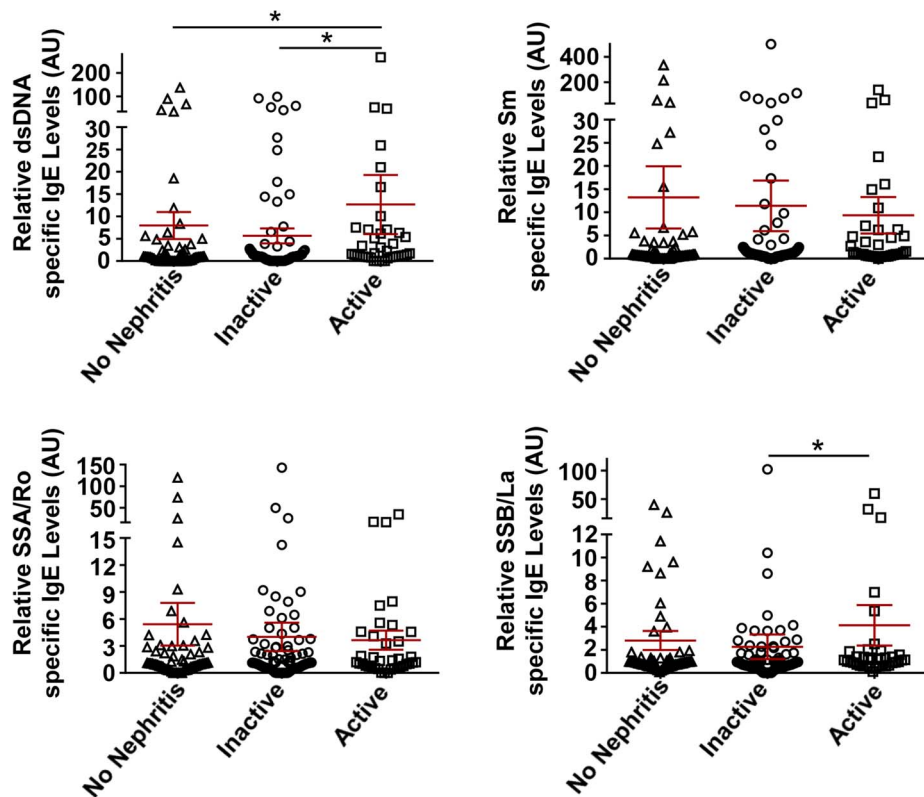 *
*
Relative dsDNA
specific IgE Levels (AU)
200
100
30
25
20
15
10
5
0
No Nephritis
Inactive
Active
Relative Sm
specific IgE Levels (AU)
400
200
30
25
20
15
10
5
0
No Nephritis
Inactive
Active
Relative SSA/Ro
specific IgE Levels (AU)
150
100
50
15
9
6
3
0
No Nephritis
Inactive
Active
*
Relative SSB/La
specific IgE Levels (AU)
100
50
12
10
8
6
4
2
0
No Nephritis
Inactive
Active